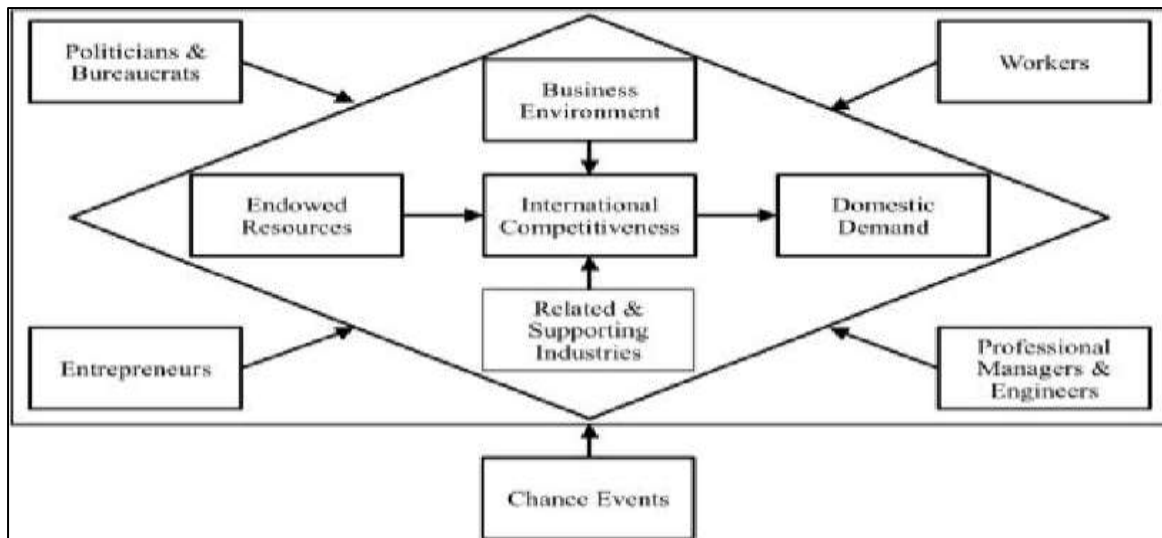 Politicians &
Bureaucrats
Workers
Business
Environment
Endowed
Resources
International
Competitiveness
Domestic
Demand
Related &
Supporting
Industries
Entrepreneurs
Professional
Managers &
Engineers
Chance Events